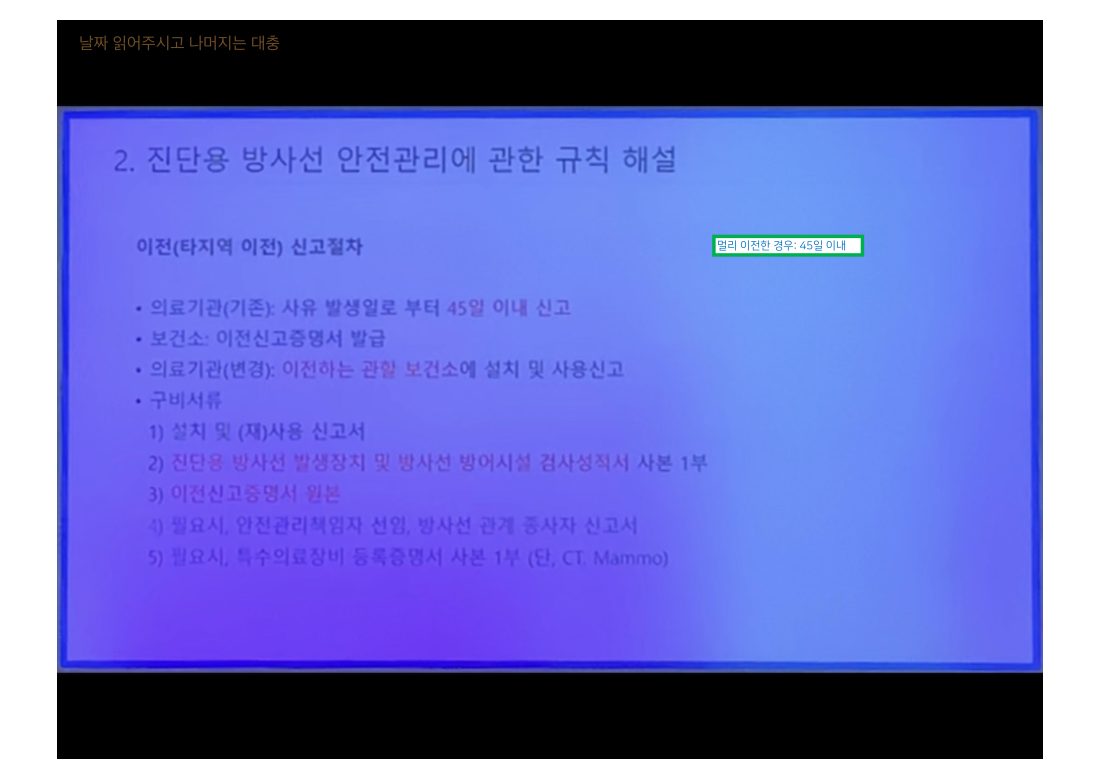 날짜 읽어주시고 나머지는 대충
2. 진단용 방사선 안전관리에 관한 규칙 해설
이전(타지역 이전) 신고절차
멀리 이전한 경우: 45일 이내
• 의료기관(기존): 사유 발생일로 부터 45일 이내 신고
• 보건소: 이전신고증명서 발급
• 의료기관(변경): 이전하는 관할 보건소에 설치 및 사용신고
• 구비서류
1) 설치 및 (재)사용 신고서
2) 진단용 방사선 발생장치 및 방사선 방어시설 검사성적서 사본 1부
3) 이전신고증명서 원본
4) 필요시, 안전관리책임자 선임, 방사선 관계 종사자 신고서
5) 필요시, 특수의료장비 등록증명서 사본 1부 (단, CT, Mammo)